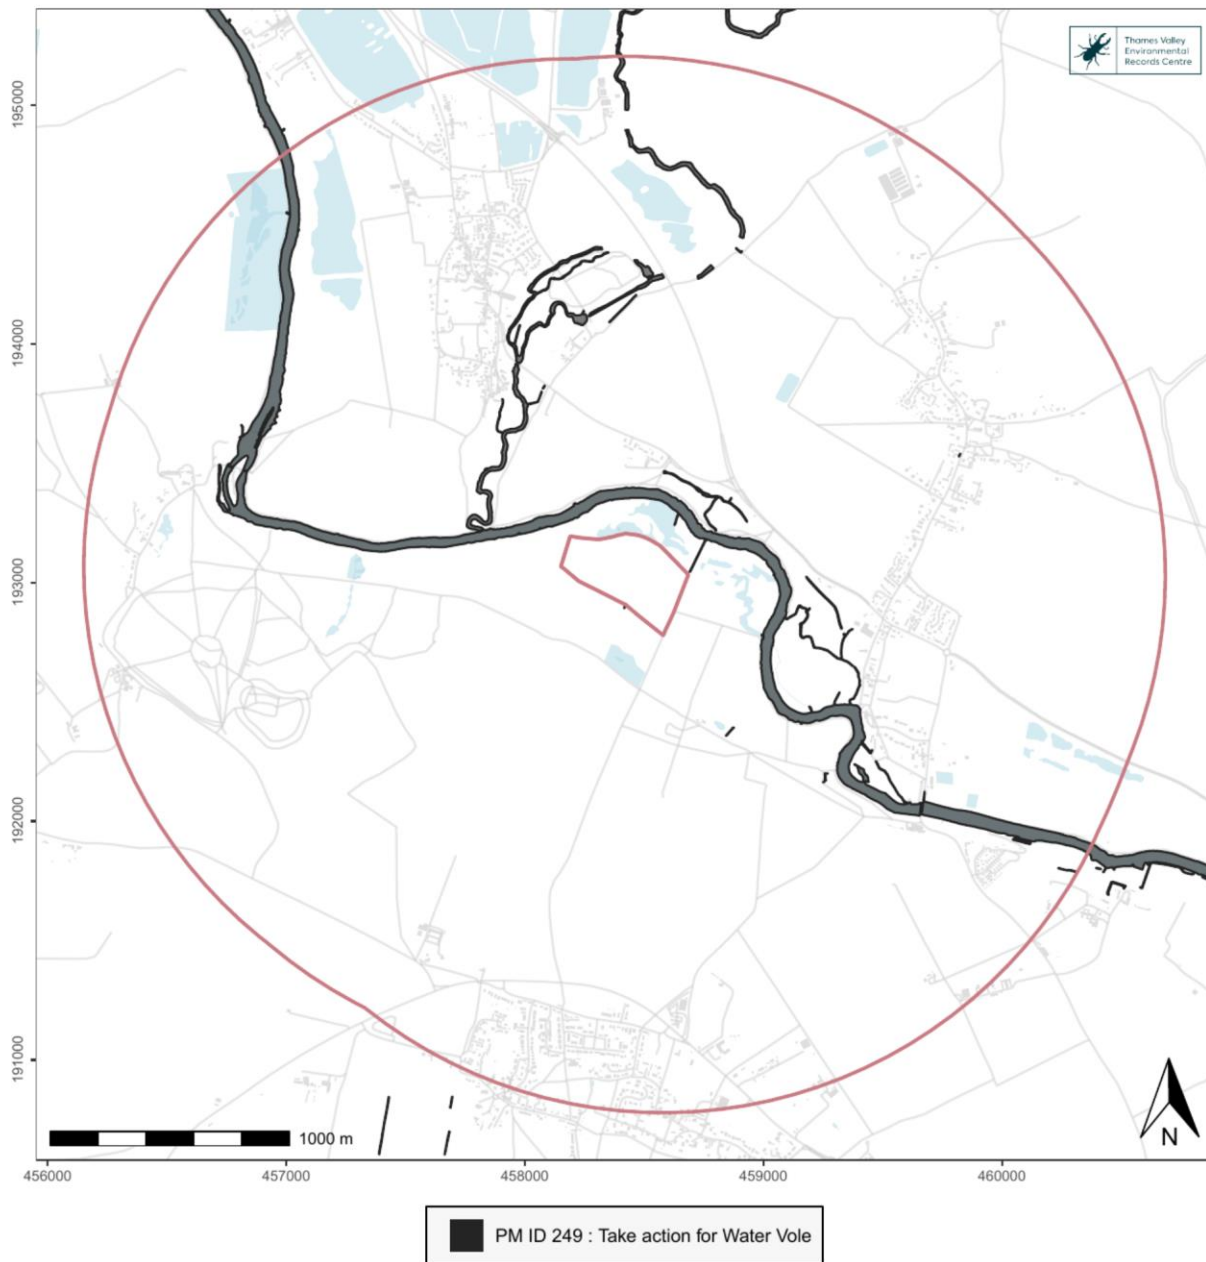 Thames Valley
Environmental
Records Centre
195000
194000
193000
192000
191000
1000 m
N
456000
457000
458000
459000
460000
PM ID 249 : Take action for Water Vole